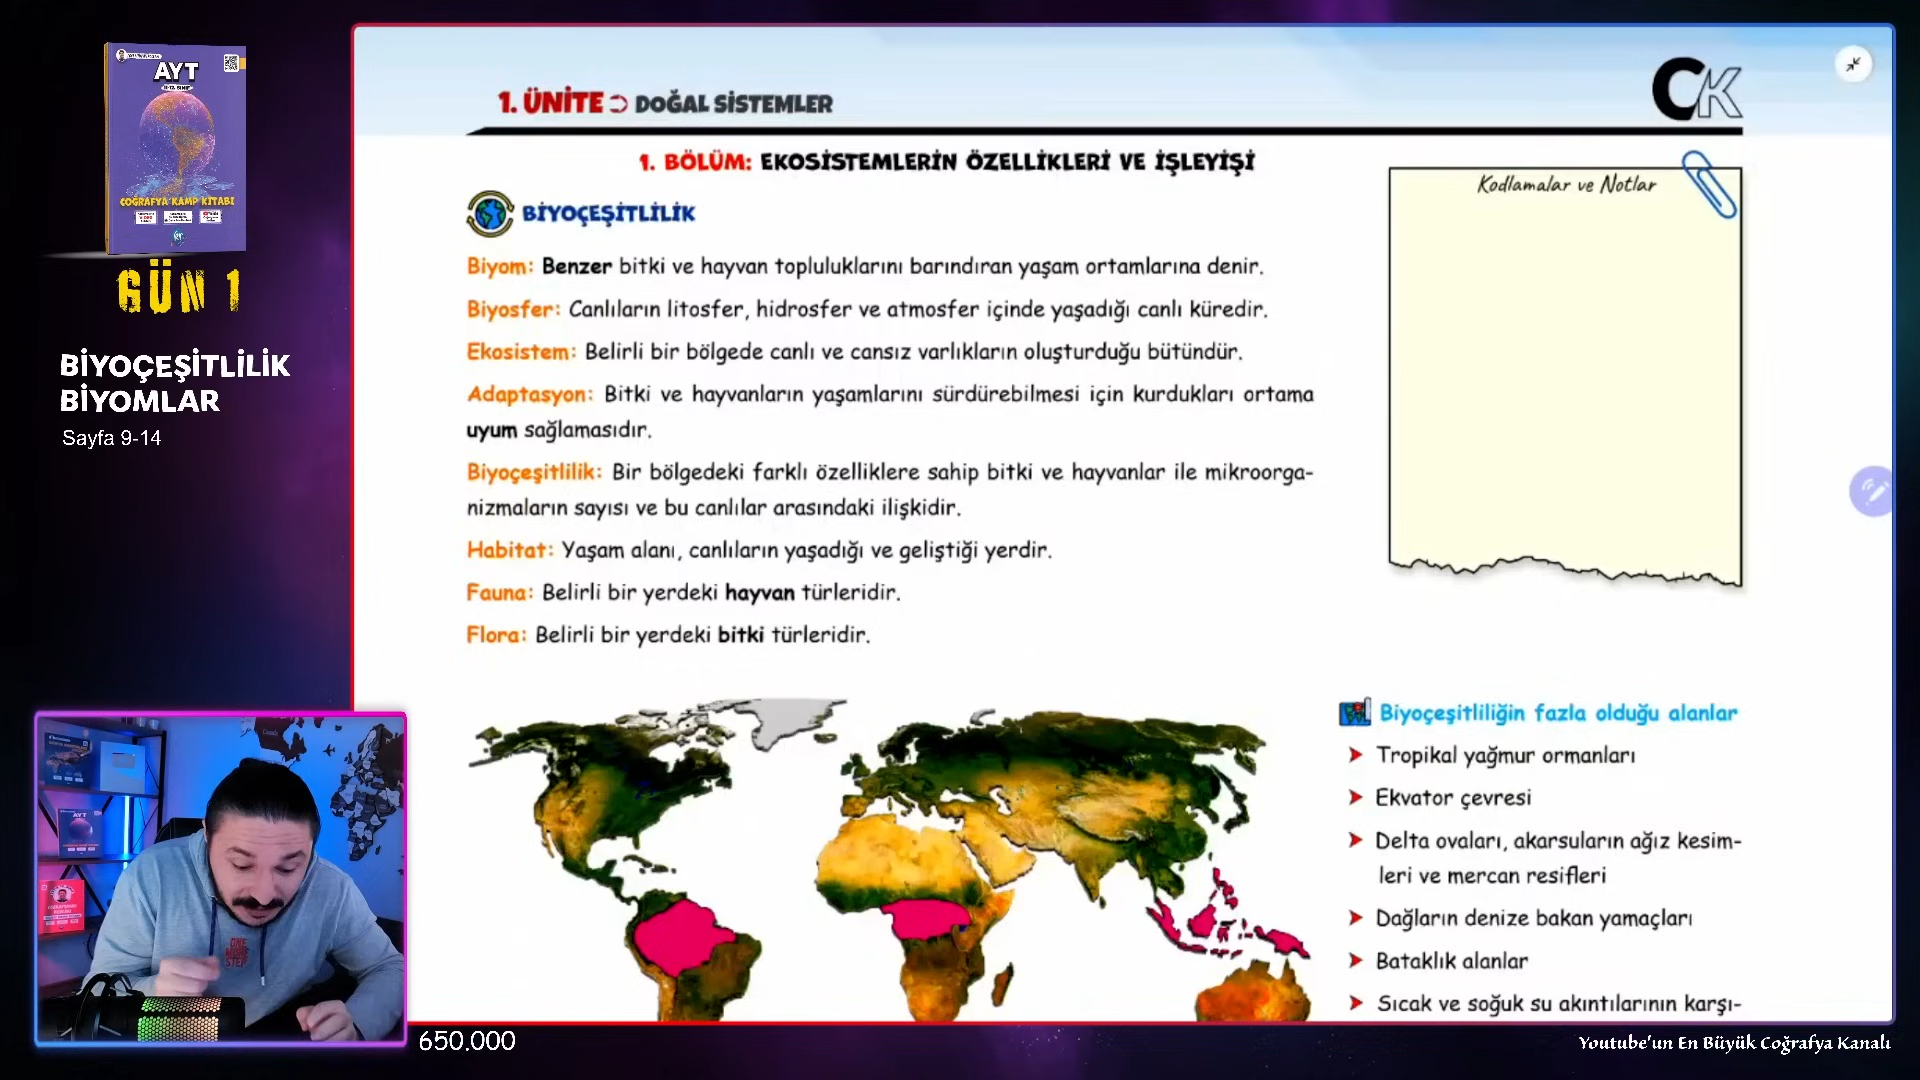 AYT
11-12. SINIF
COĞRAFYA KAMP KİTABI
GÜN 1
BİYOÇEŞİTLİLİK
BİYOMLAR
Sayfa 9-14
1. ÜNİTE
DOĞAL SİSTEMLER
CK
1. BÖLÜM: EKOSİSTEMLERİN ÖZELLİKLERİ VE İŞLEYİŞİ
BİYOÇEŞİTLİLİK
Biyom: Benzer bitki ve hayvan topluluklarını barındıran yaşam ortamlarına denir.
Biyosfer: Canlıların litosfer, hidrosfer ve atmosfer içinde yaşadığı canlı küredir.
Ekosistem: Belirli bir bölgede canlı ve cansız varlıkların oluşturduğu bütündür.
Adaptasyon: Bitki ve hayvanların yaşamlarını sürdürebilmesi için kurdukları ortama
uyum sağlamasıdır.
Biyoçeşitlilik: Bir bölgedeki farklı özelliklere sahip bitki ve hayvanlar ile mikroorga-
nizmaların sayısı ve bu canlılar arasındaki ilişkidir.
Habitat: Yaşam alanı, canlıların yaşadığı ve geliştiği yerdir.
Fauna: Belirli bir yerdeki hayvan türleridir.
Flora: Belirli bir yerdeki bitki türleridir.
Kodlamalar ve Notlar
Biyoçeşitliliğin fazla olduğu alanlar
Tropikal yağmur ormanları
Ekvator çevresi
Delta ovaları, akarsuların ağız kesim-
leri ve mercan resifleri
Dağların denize bakan yamaçları
Bataklık alanlar
Sıcak ve soğuk su akıntılarının karşı-
AYT
ONE
MORE
STEP
650.000
Youtube'un En Büyük Coğrafya Kanalı